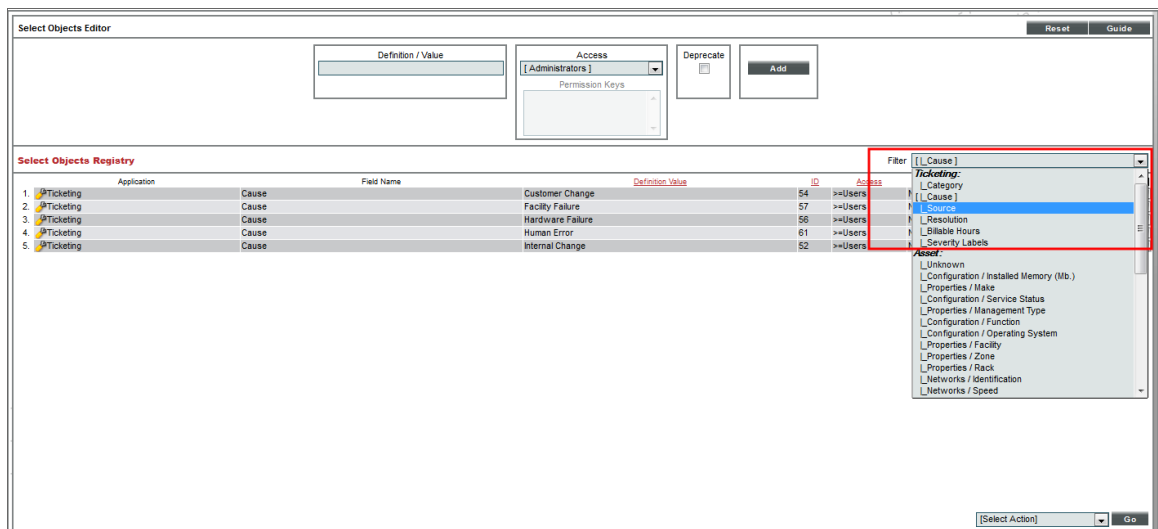 Select Objects Editor
Reset Guide
Definition / Value
Access
Deprecate
[ Administrators ]
Add
Permission Keys
Select Objects Registry
Filter [ |_Cause ]
Application Field Name Definition Value ID Access
1. Ticketing Cause Customer Change 54 >=Users
2. Ticketing Cause Facility Failure 57 >=Users
3. Ticketing Cause Hardware Failure 56 >=Users
4. Ticketing Cause Human Error 61 >=Users
5. Ticketing Cause Internal Change 52 >=Users
Ticketing:
|_Category
[ |_Cause ]
|_Source
|_Resolution
|_Billable Hours
|_Severity Labels
Asset:
|_Unknown
|_Configuration / Installed Memory (Mb.)
|_Properties / Make
|_Configuration / Service Status
|_Properties / Management Type
|_Configuration / Function
|_Configuration / Operating System
|_Properties / Facility
|_Properties / Zone
|_Properties / Rack
|_Networks / Identification
|_Networks / Speed
[Select Action] Go